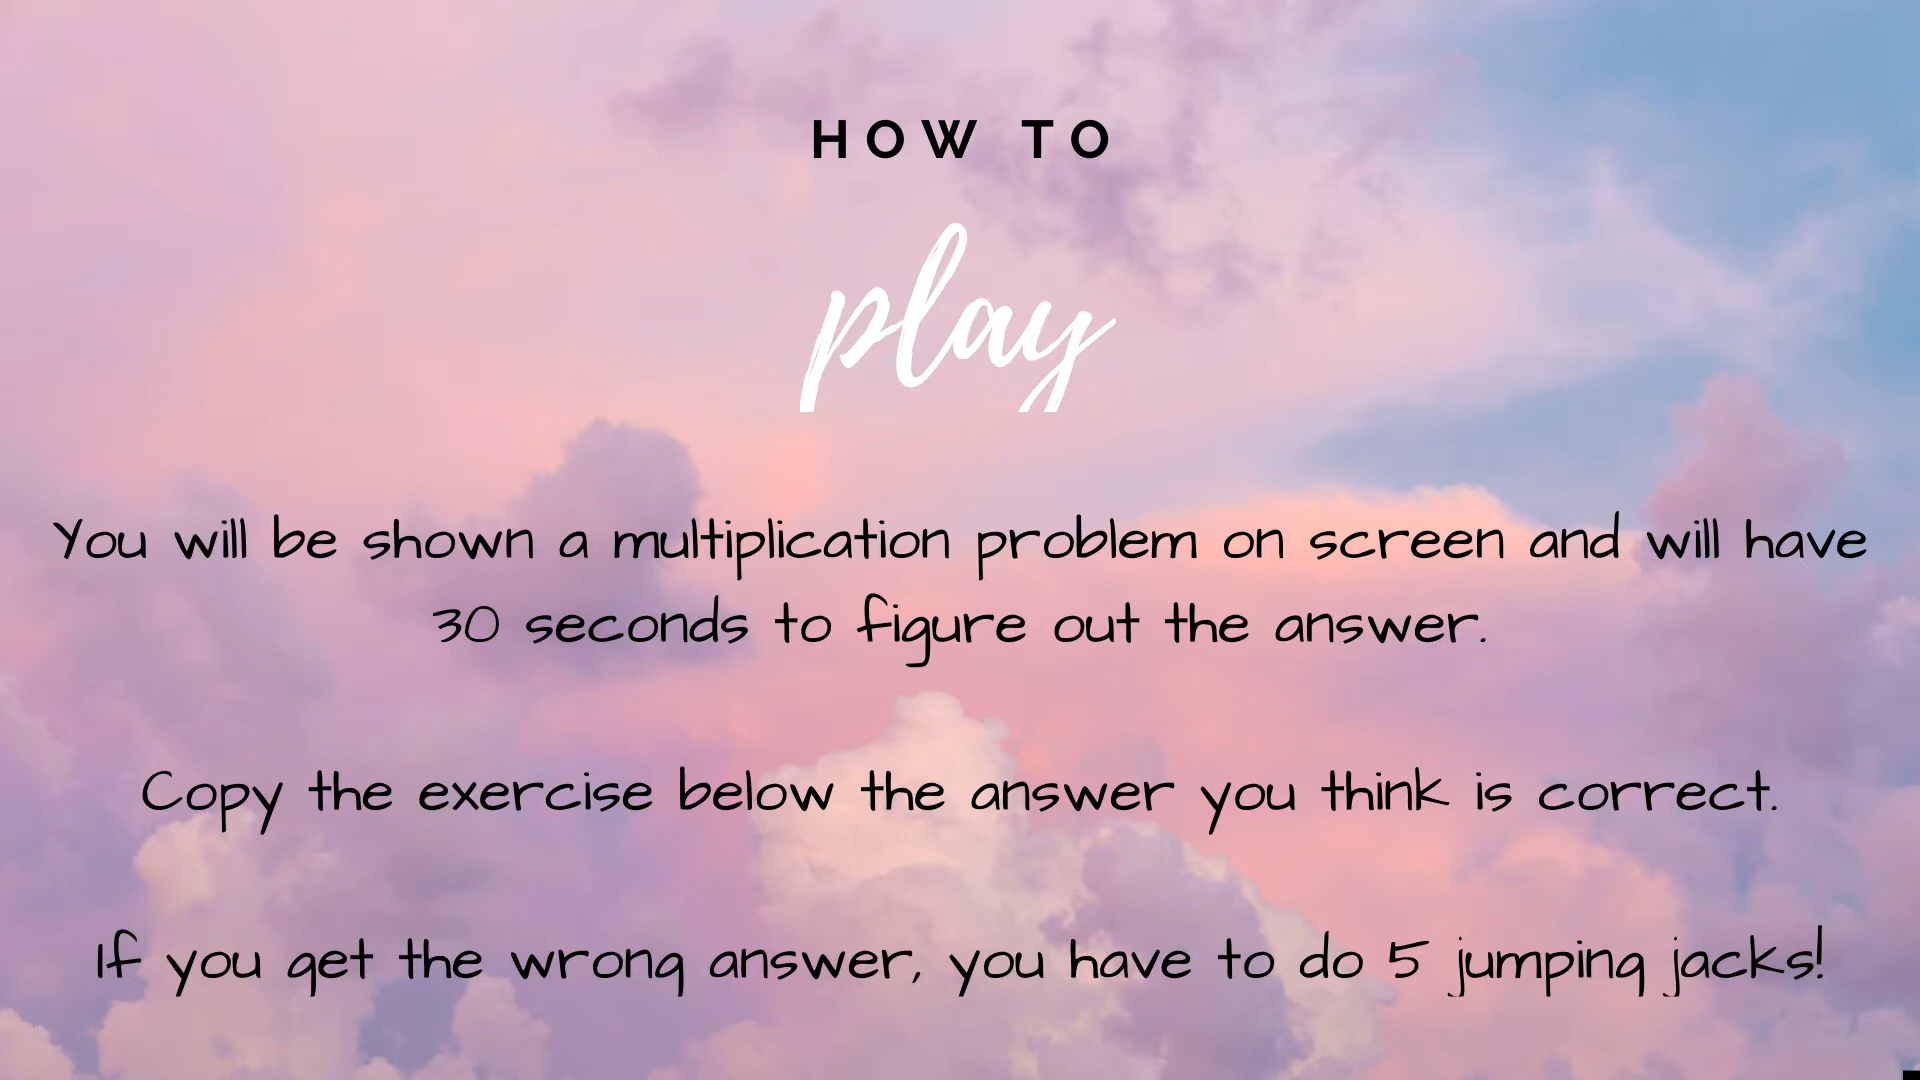 HOW TO
play
You will be shown a multiplication problem on screen and will have
30 seconds to figure out the answer.
Copy the exercise below the answer you think is correct.
If you get the wrong answer, you have to do 5 jumping jacks!